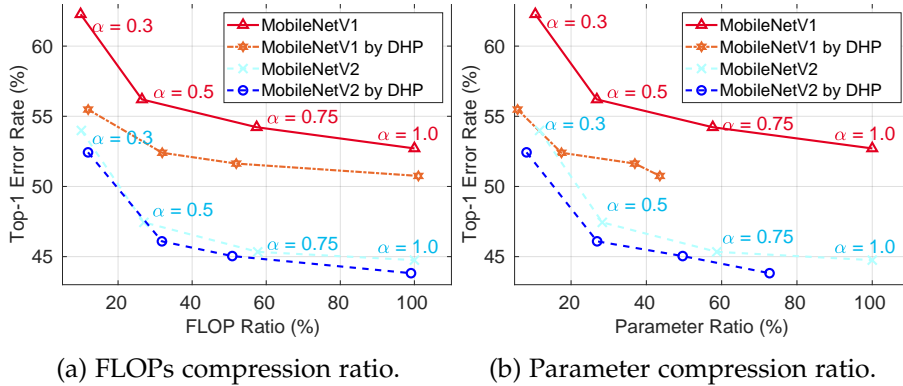 60
55
50
45
Top-1 Error Rate (%)
20 40 60 80 100
FLOP Ratio (%)
MobileNetV1
MobileNetV1 by DHP
MobileNetV2
MobileNetV2 by DHP
α = 0.3
α = 0.5
α = 0.75
α = 1.0
α = 0.3
α = 0.5
α = 0.75
α = 1.0
(a) FLOPs compression ratio.
60
55
50
45
Top-1 Error Rate (%)
20 40 60 80 100
Parameter Ratio (%)
MobileNetV1
MobileNetV1 by DHP
MobileNetV2
MobileNetV2 by DHP
α = 0.3
α = 0.5
α = 0.75
α = 1.0
α = 0.3
α = 0.5
α = 0.75
α = 1.0
(b) Parameter compression ratio.